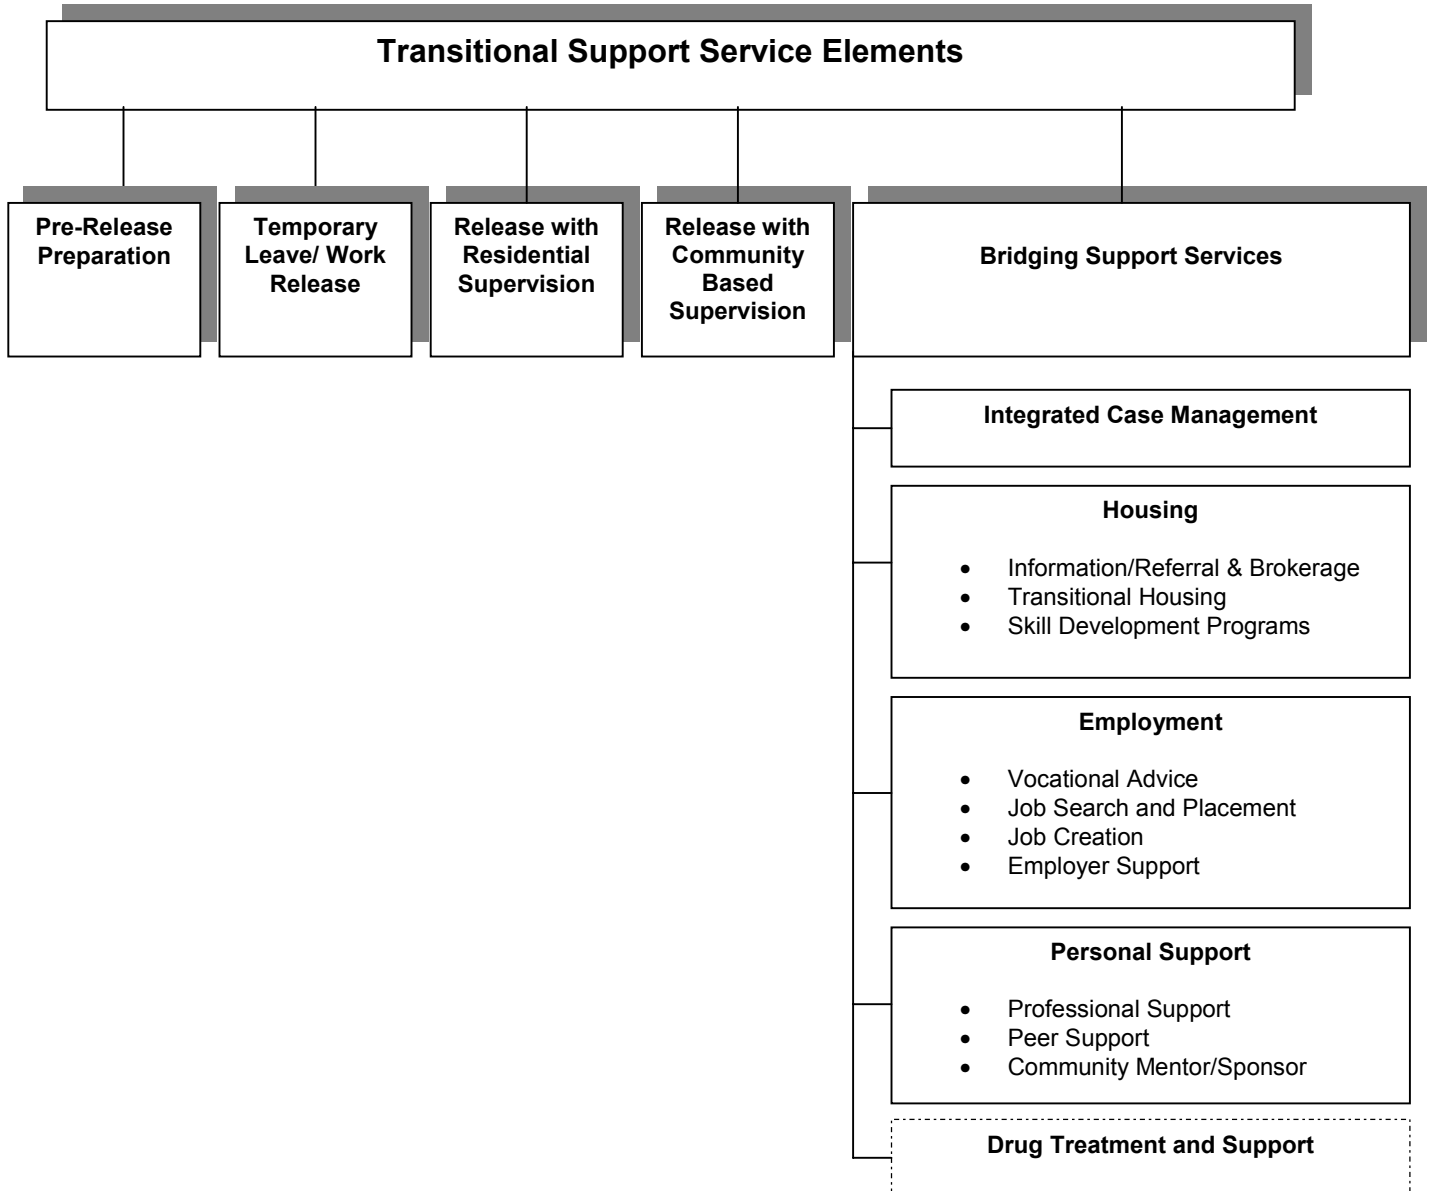 Transitional Support Service Elements
Pre-Release
Preparation
Temporary
Leave/ Work
Release
Release with
Residential
Supervision
Release with
Community
Based
Supervision
Bridging Support Services
Integrated Case Management
Housing
• Information/Referral & Brokerage
• Transitional Housing
• Skill Development Programs
Employment
• Vocational Advice
• Job Search and Placement
• Job Creation
• Employer Support
Personal Support
• Professional Support
• Peer Support
• Community Mentor/Sponsor
Drug Treatment and Support